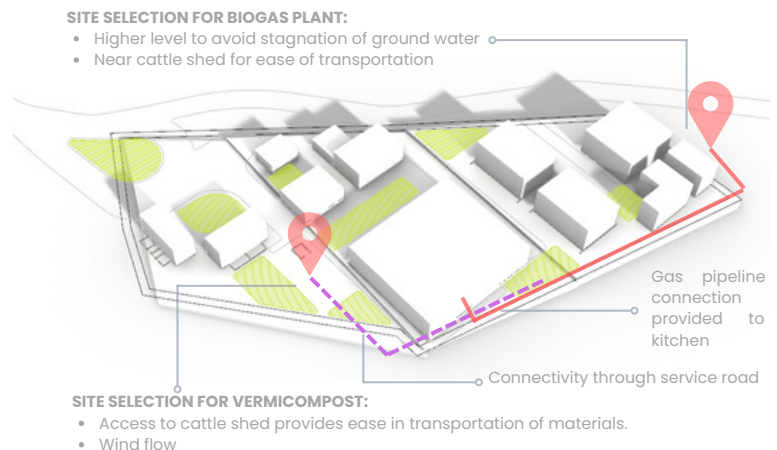 SITE SELECTION FOR BIOGAS PLANT:
• Higher level to avoid stagnation of ground water
• Near cattle shed for ease of transportation
Gas pipeline
connection
provided to
kitchen
Connectivity through service road
SITE SELECTION FOR VERMICOMPOST:
• Access to cattle shed provides ease in transportation of materials.
• Wind flow